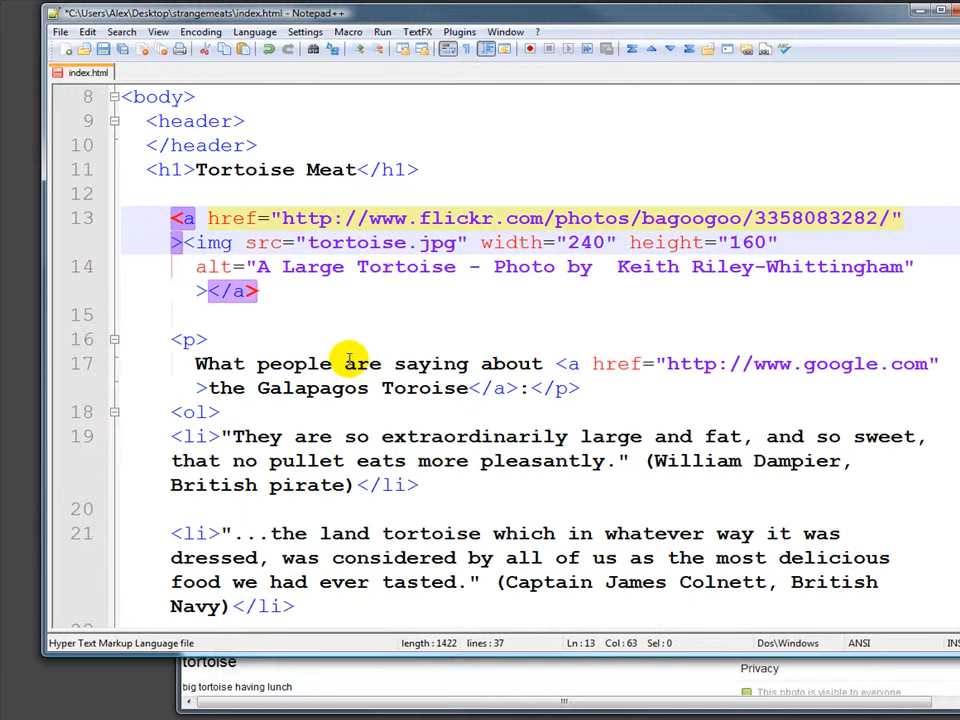 *C:\Users\Alex\Desktop\strangemeats\index.html - Notepad++
File Edit Search View Encoding Language Settings Macro Run TextFX Plugins Window ?
index.html
8 <body>
9 <header>
10 </header>
11 <h1>Tortoise Meat</h1>
12
13 <a href="http://www.flickr.com/photos/bagoogoo/3358083282/"
><img src="tortoise.jpg" width="240" height="160"
14 alt="A Large Tortoise - Photo by  Keith Riley-Whittingham"
></a>
15
16 <p>
17 What people are saying about <a href="http://www.google.com"
>the Galapagos Toroise</a>:</p>
18 <ol>
19 <li>"They are so extraordinarily large and fat, and so sweet,
that no pullet eats more pleasantly." (William Dampier,
British pirate)</li>
20
21 <li>"...the land tortoise which in whatever way it was
dressed, was considered by all of us as the most delicious
food we had ever tasted." (Captain James Colnett, British
Navy)</li>
Hyper Text Markup Language file length : 1422 lines : 37 Ln : 13 Col : 63 Sel : 0 Dos\Windows ANSI INS
tortoise
Privacy
big tortoise having lunch
This photo is visible to everyone